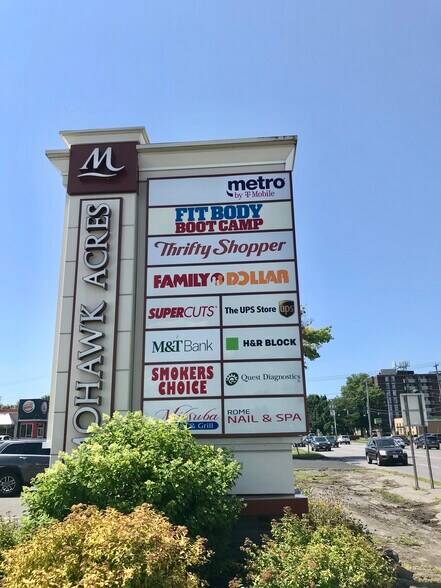 M
MOHAWK ACRES
metro
by T Mobile
FIT BODY
BOOT CAMP
Thrifty Shopper
FAMILY DOLLAR
SUPERCUTS
The UPS Store
ups
M&T Bank
H&R BLOCK
SMOKERS
CHOICE
Quest Diagnostics
& Grill
ROME
NAIL & SPA